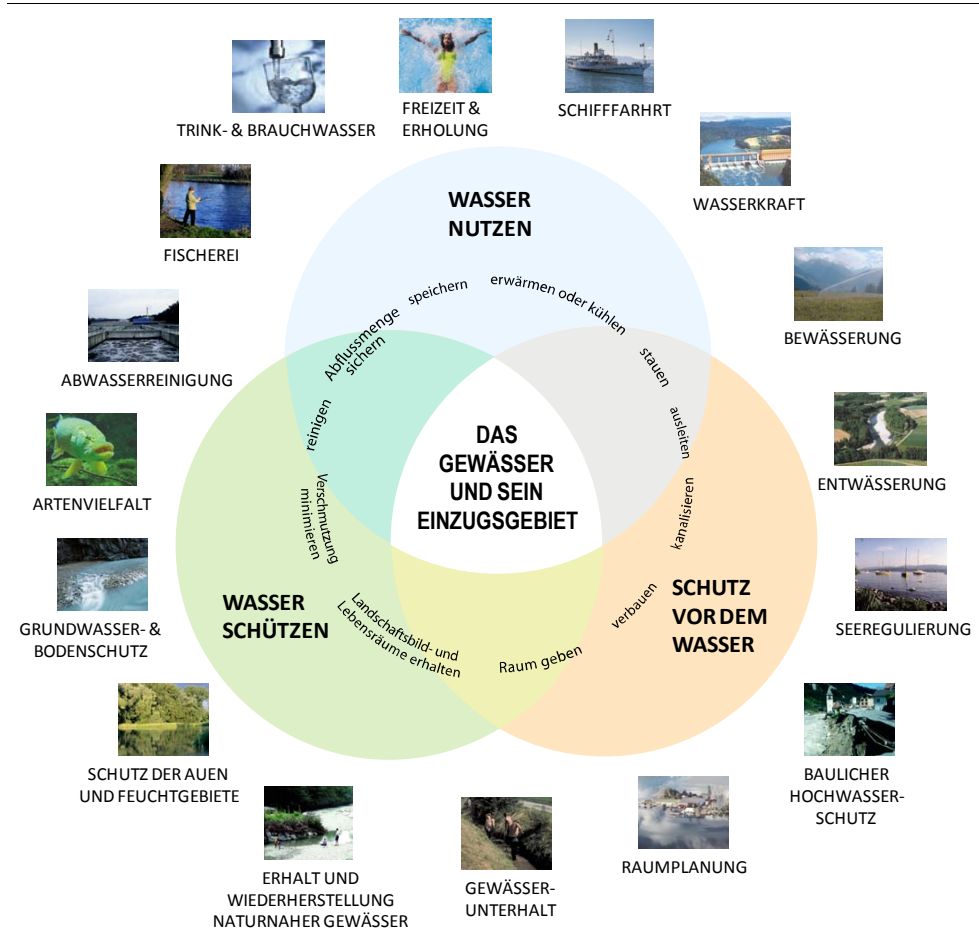 TRINK- & BRAUCHWASSER
FREIZEIT &
ERHOLUNG
SCHIFFFAHRT
WASSERKRAFT
FISCHEREI
BEWÄSSERUNG
ABWASSERREINIGUNG
ENTWÄSSERUNG
ARTENVIELFALT
SEEREGULIERUNG
GRUNDWASSER- &
BODENSCHUTZ
BAULICHER
HOCHWASSER-
SCHUTZ
SCHUTZ DER AUEN
UND FEUCHTGEBIETE
RAUMPLANUNG
GEWÄSSER-
UNTERHALT
ERHALT UND
WIEDERHERSTELLUNG
NATURNAHER GEWÄSSER
WASSER
NUTZEN
speichern
erwärmen oder kühlen
Abflussmenge
sichern
stauen
reinigen
ausleiten
DAS
GEWÄSSER
UND SEIN
EINZUGSGEBIET
Verschmutzung
minimieren
kanalisieren
WASSER
SCHÜTZEN
SCHUTZ
VOR DEM
WASSER
Landschaftsbild- und
Lebensräume erhalten
Raum geben
verbauen